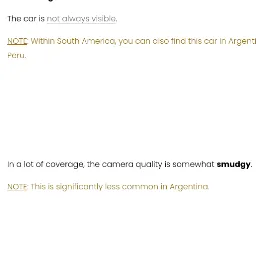 The car is not always visible.
NOTE: Within South America, you can also find this car in Argenti
Peru.
In a lot of coverage, the camera quality is somewhat smudgy.
NOTE: This is significantly less common in Argentina.